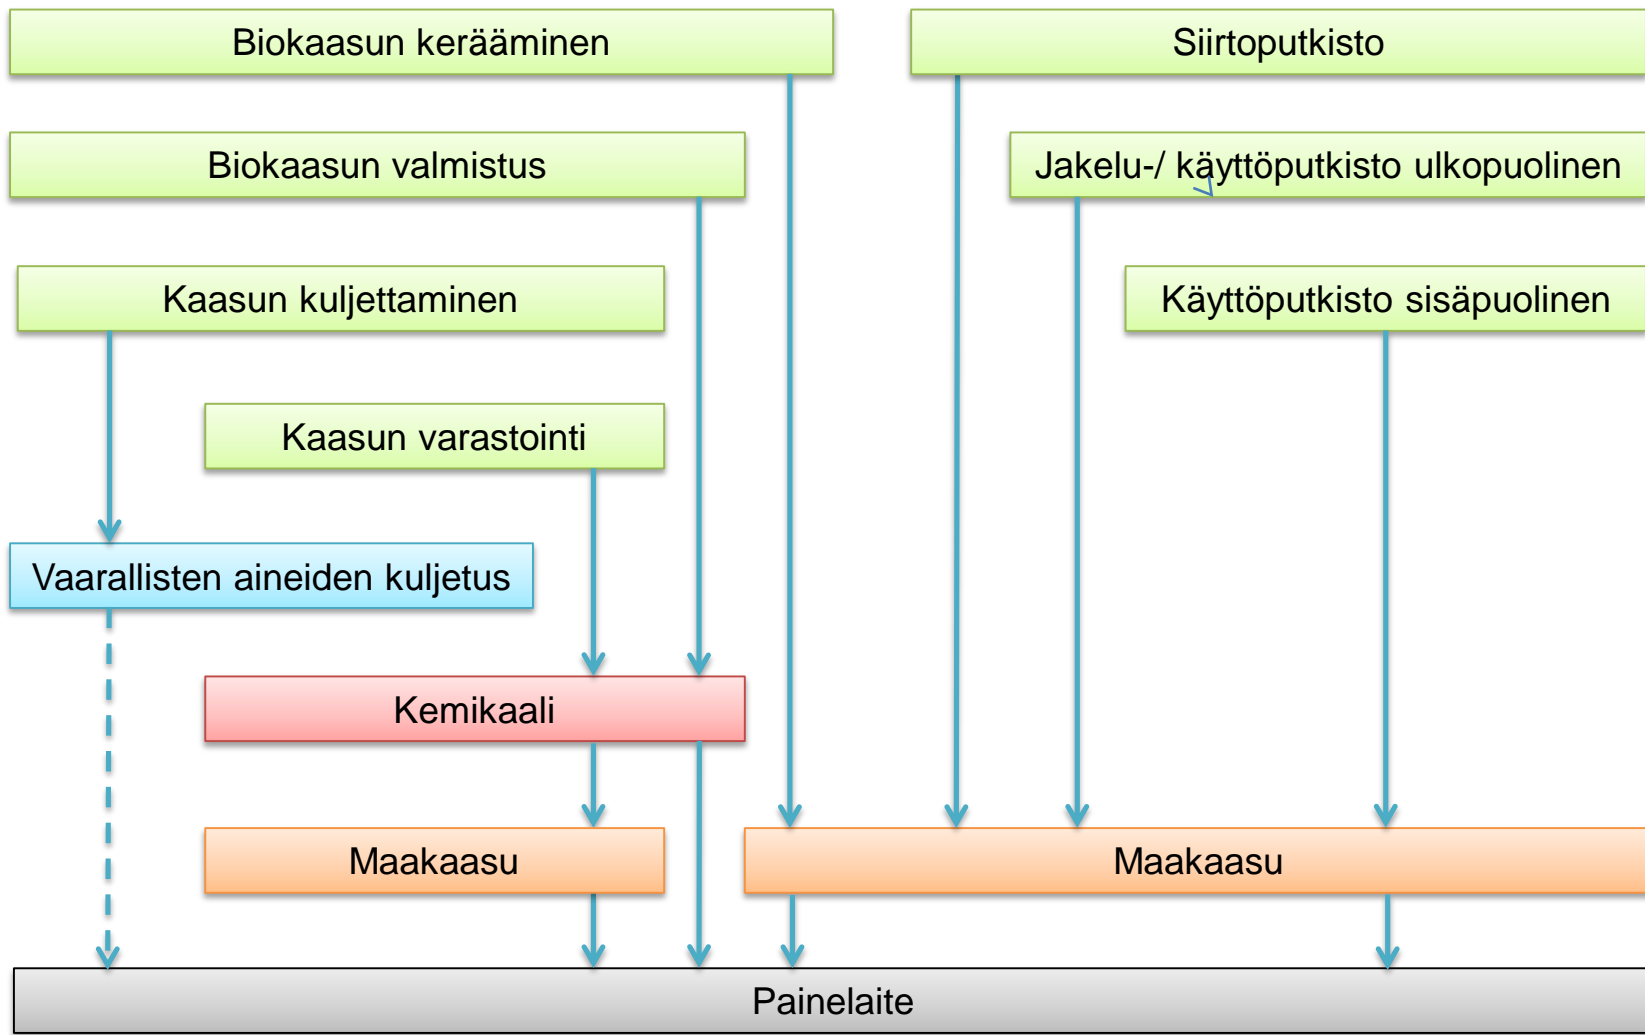 Biokaasun kerääminen
Siirtoputkisto
Biokaasun valmistus
Jakelu-/ käyttöputkisto ulkopuolinen
Kaasun kuljettaminen
Käyttöputkisto sisäpuolinen
Kaasun varastointi
Vaarallisten aineiden kuljetus
Kemikaali
Maakaasu
Maakaasu
Painelaite